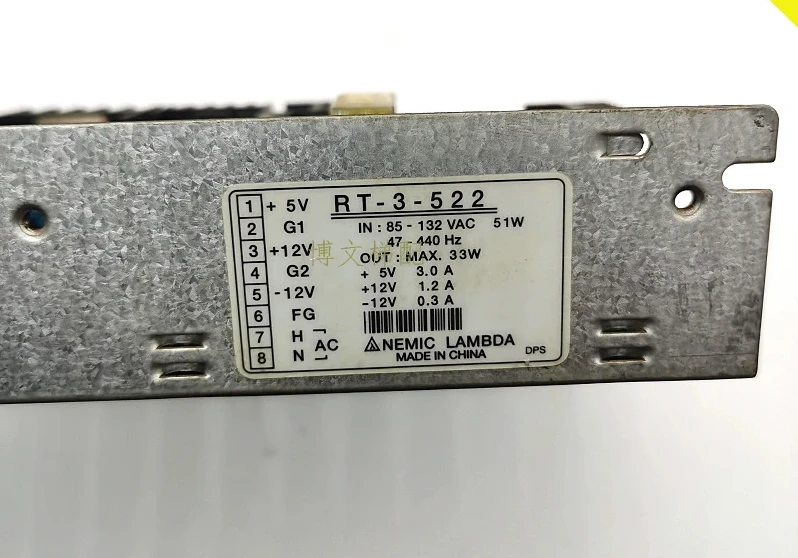 1 + 5V
2 G1
3 +12V
4 G2
5 -12V
6 FG
7 H
8 N
AC
RT-3-522
IN : 85 - 132 VAC 51W
47 440 Hz
OUT : MAX. 33W
+ 5V 3.0 A
+12V 1.2 A
-12V 0.3 A
NEMIC LAMBDA
MADE IN CHINA DPS
博文